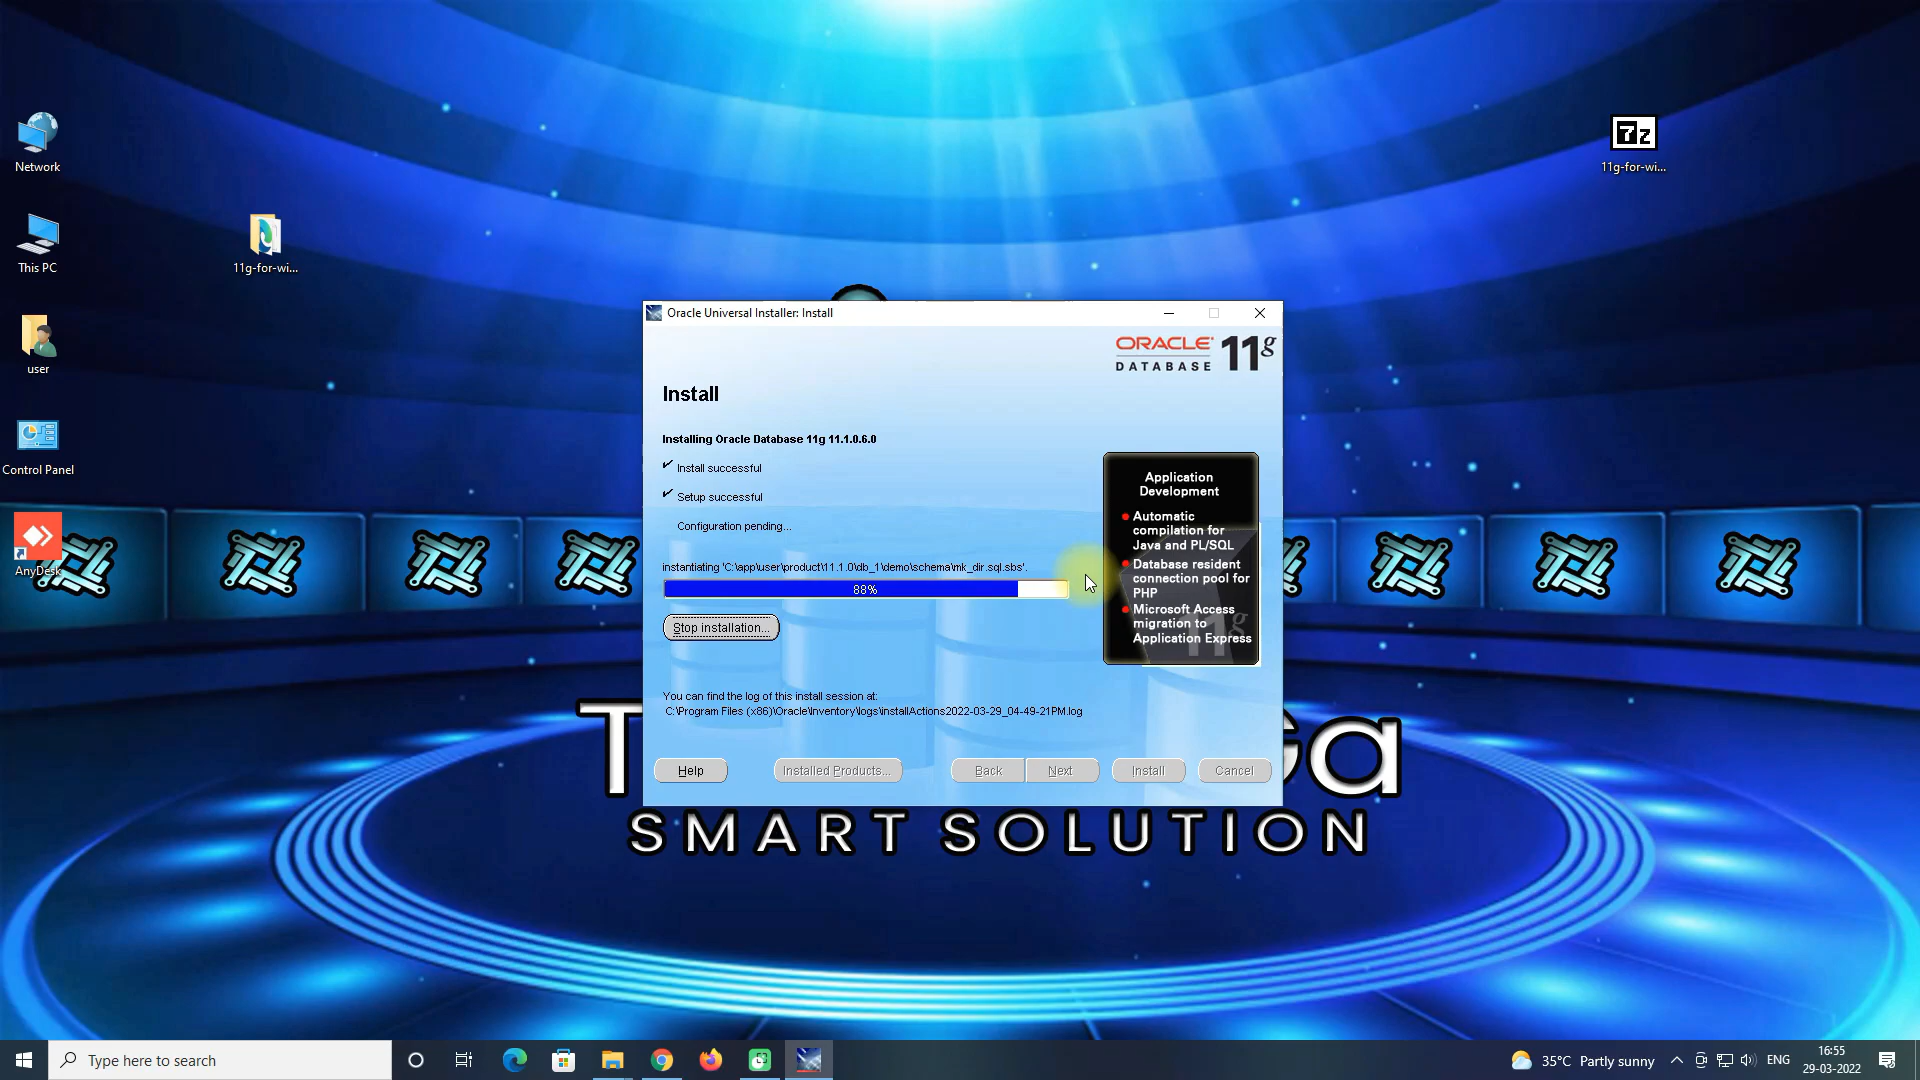 Network
This PC
user
Control Panel
AnyDesk
11g-for-wi...
7z
11g-for-wi...
Oracle Universal Installer: Install
ORACLE
DATABASE
11g
Install
Installing Oracle Database 11g 11.1.0.6.0
Install successful
Setup successful
Configuration pending...
instantiating 'C:\app\user\product\11.1.0\db_1\demo\schema\mk_dir.sql.sbs'.
88%
Stop installation...
Application
Development
Automatic
compilation for
Java and PL/SQL
Database resident
connection pool for
PHP
Microsoft Access
migration to
Application Express
You can find the log of this install session at:
C:\Program Files (x86)\Oracle\Inventory\logs\installActions2022-03-29_04-49-21PM.log
Help
Installed Products...
Back
Next
Install
Cancel
SMART SOLUTION
Type here to search
35°C Partly sunny
ENG
16:55
29-03-2022